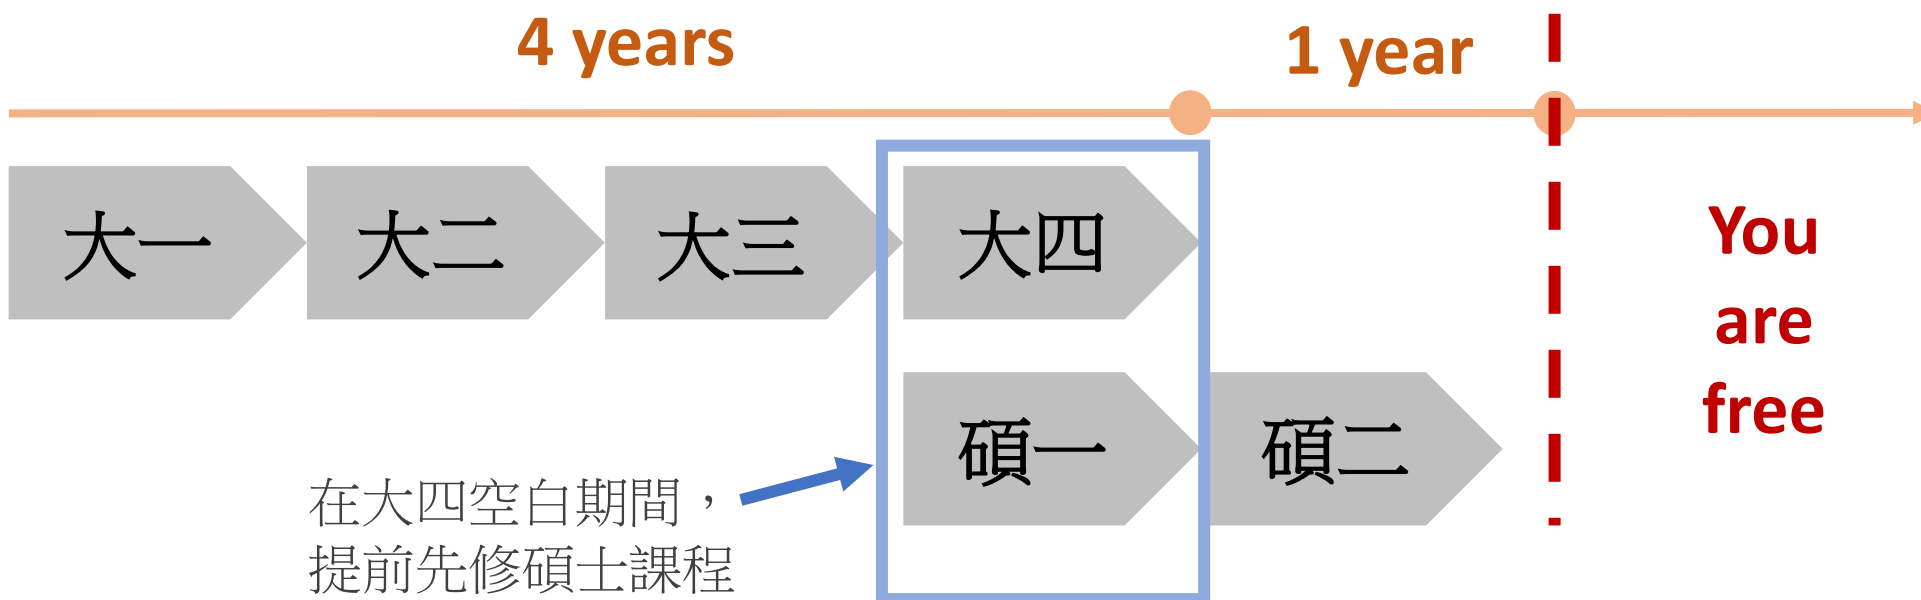 4 years
1 year
大一
大二
大三
大四
碩一
碩二
在大四空白期間，
提前先修碩士課程
You
are
free